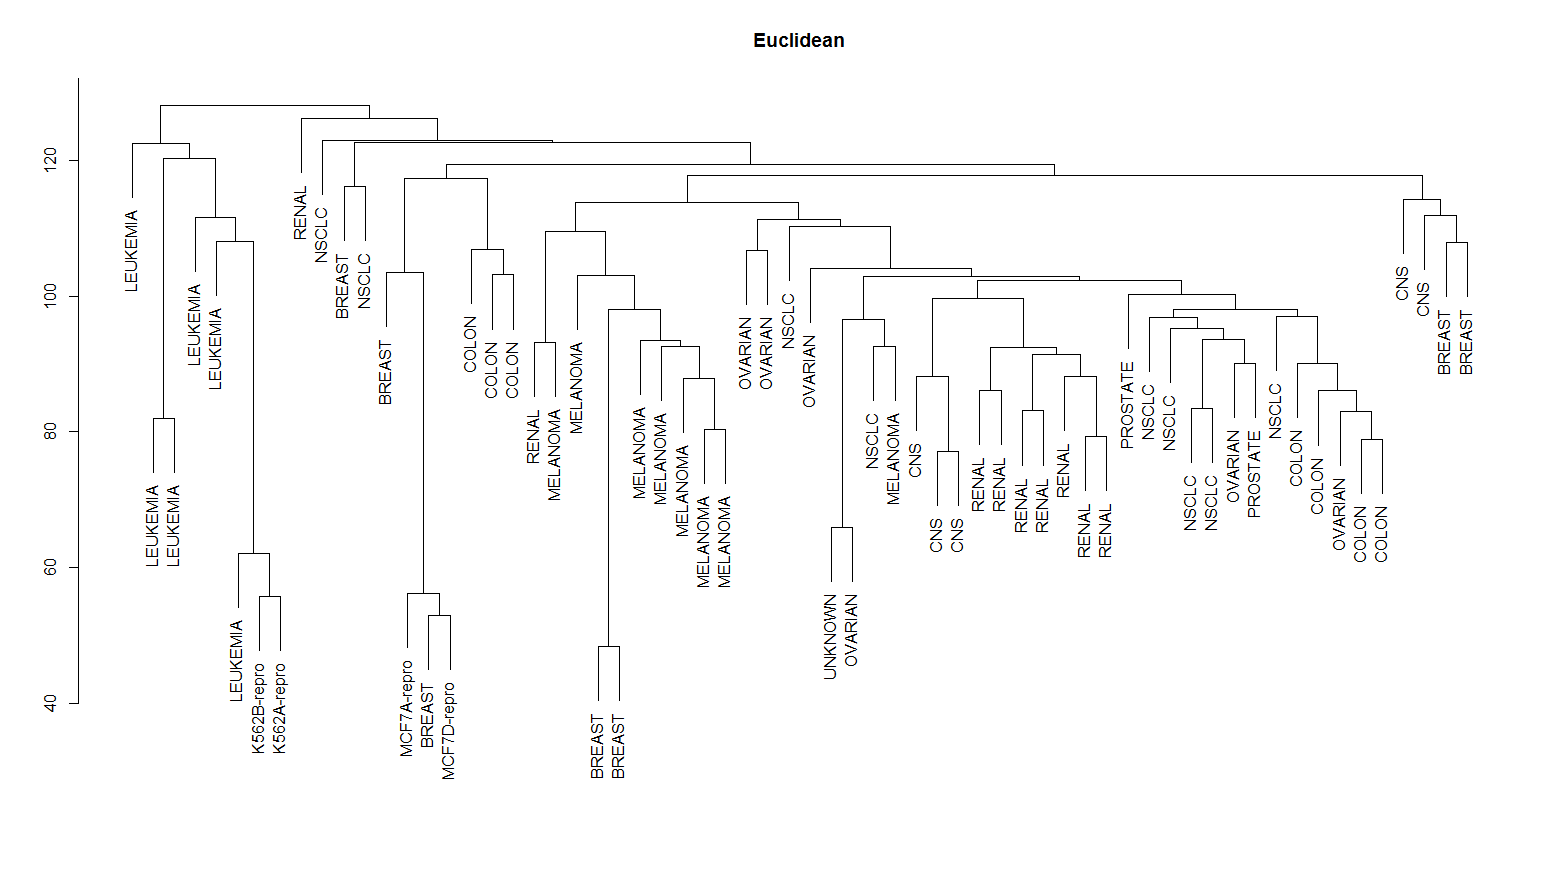 Euclidean
120
100
80
60
40
LEUKEMIA
LEUKEMIA
LEUKEMIA
LEUKEMIA
LEUKEMIA
LEUKEMIA
K562B-repro
K562A-repro
RENAL
NSCLC
BREAST
NSCLC
BREAST
MCF7A-repro
BREAST
MCF7D-repro
COLON
COLON
COLON
RENAL
MELANOMA
MELANOMA
BREAST
BREAST
MELANOMA
MELANOMA
MELANOMA
MELANOMA
MELANOMA
OVARIAN
OVARIAN
NSCLC
OVARIAN
UNKNOWN
OVARIAN
NSCLC
MELANOMA
CNS
CNS
CNS
RENAL
RENAL
RENAL
RENAL
RENAL
RENAL
RENAL
PROSTATE
NSCLC
NSCLC
NSCLC
NSCLC
OVARIAN
PROSTATE
NSCLC
COLON
COLON
OVARIAN
COLON
COLON
CNS
CNS
BREAST
BREAST